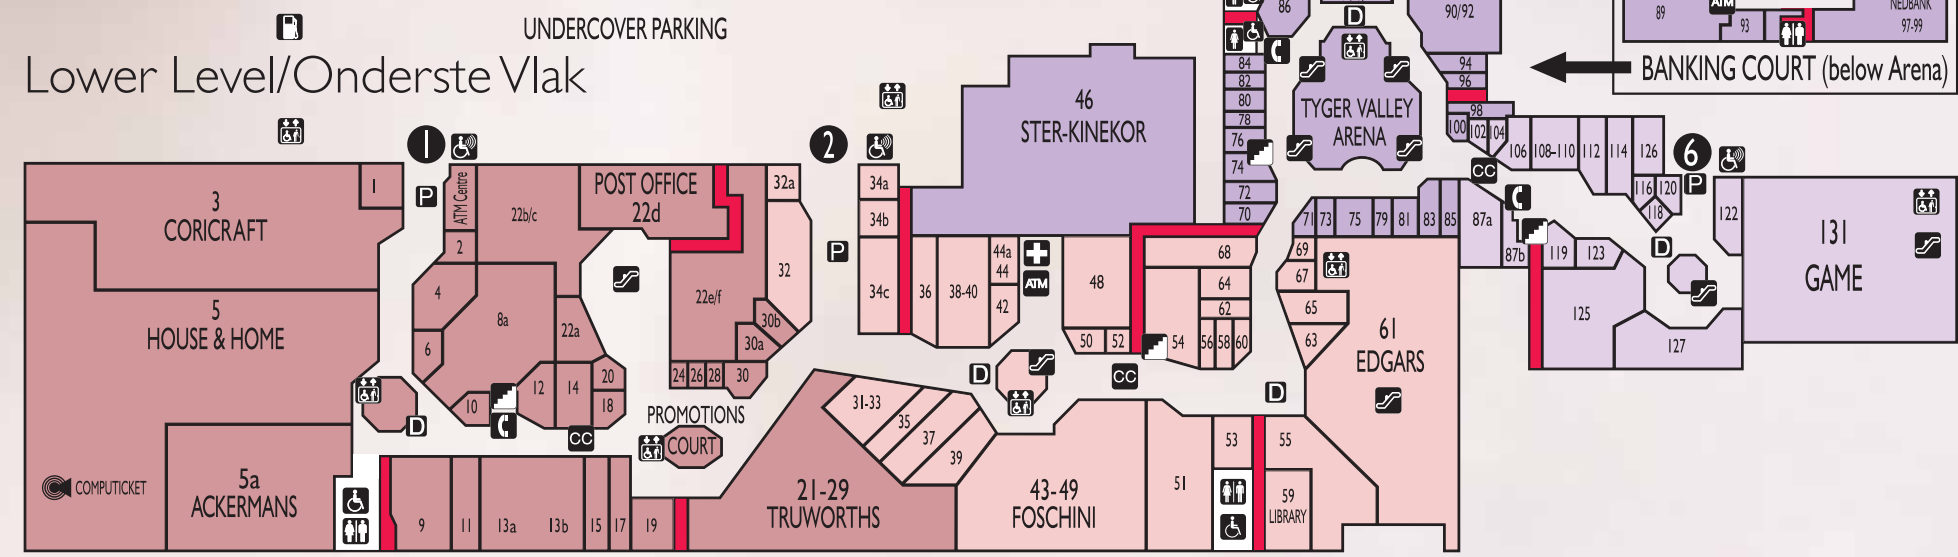 UNDERCOVER PARKING
Lower Level/Onderste Vlak
86
D
90/92
89
ATM
93
NEDBANK
97-99
BANKING COURT (below Arena)
84
82
80
78
76
74
72
70
TYGER VALLEY
ARENA
94
96
98
100
102
104
106
108-110
112
114
126
6
P
116
120
118
122
131
GAME
46
STER-KINEKOR
1
2
3
CORICRAFT
1
P
ATM Centre
2
22b/c
POST OFFICE
22d
32a
32
34a
34b
P
34c
36
38-40
44a
44
42
ATM
48
50
52
68
64
62
54
56
58
60
71
73
75
79
81
83
85
87a
87b
CC
119
123
D
125
127
69
67
65
63
61
EDGARS
5
HOUSE & HOME
4
6
8a
22a
22e/f
30b
30a
24
26
28
30
10
12
14
20
18
CC
D
PROMOTIONS
COURT
D
CC
D
31-33
35
37
39
5a
ACKERMANS
COMPUTICKET
9
11
13a
13b
15
17
19
21-29
TRUWORTHS
43-49
FOSCHINI
51
53
55
59
LIBRARY